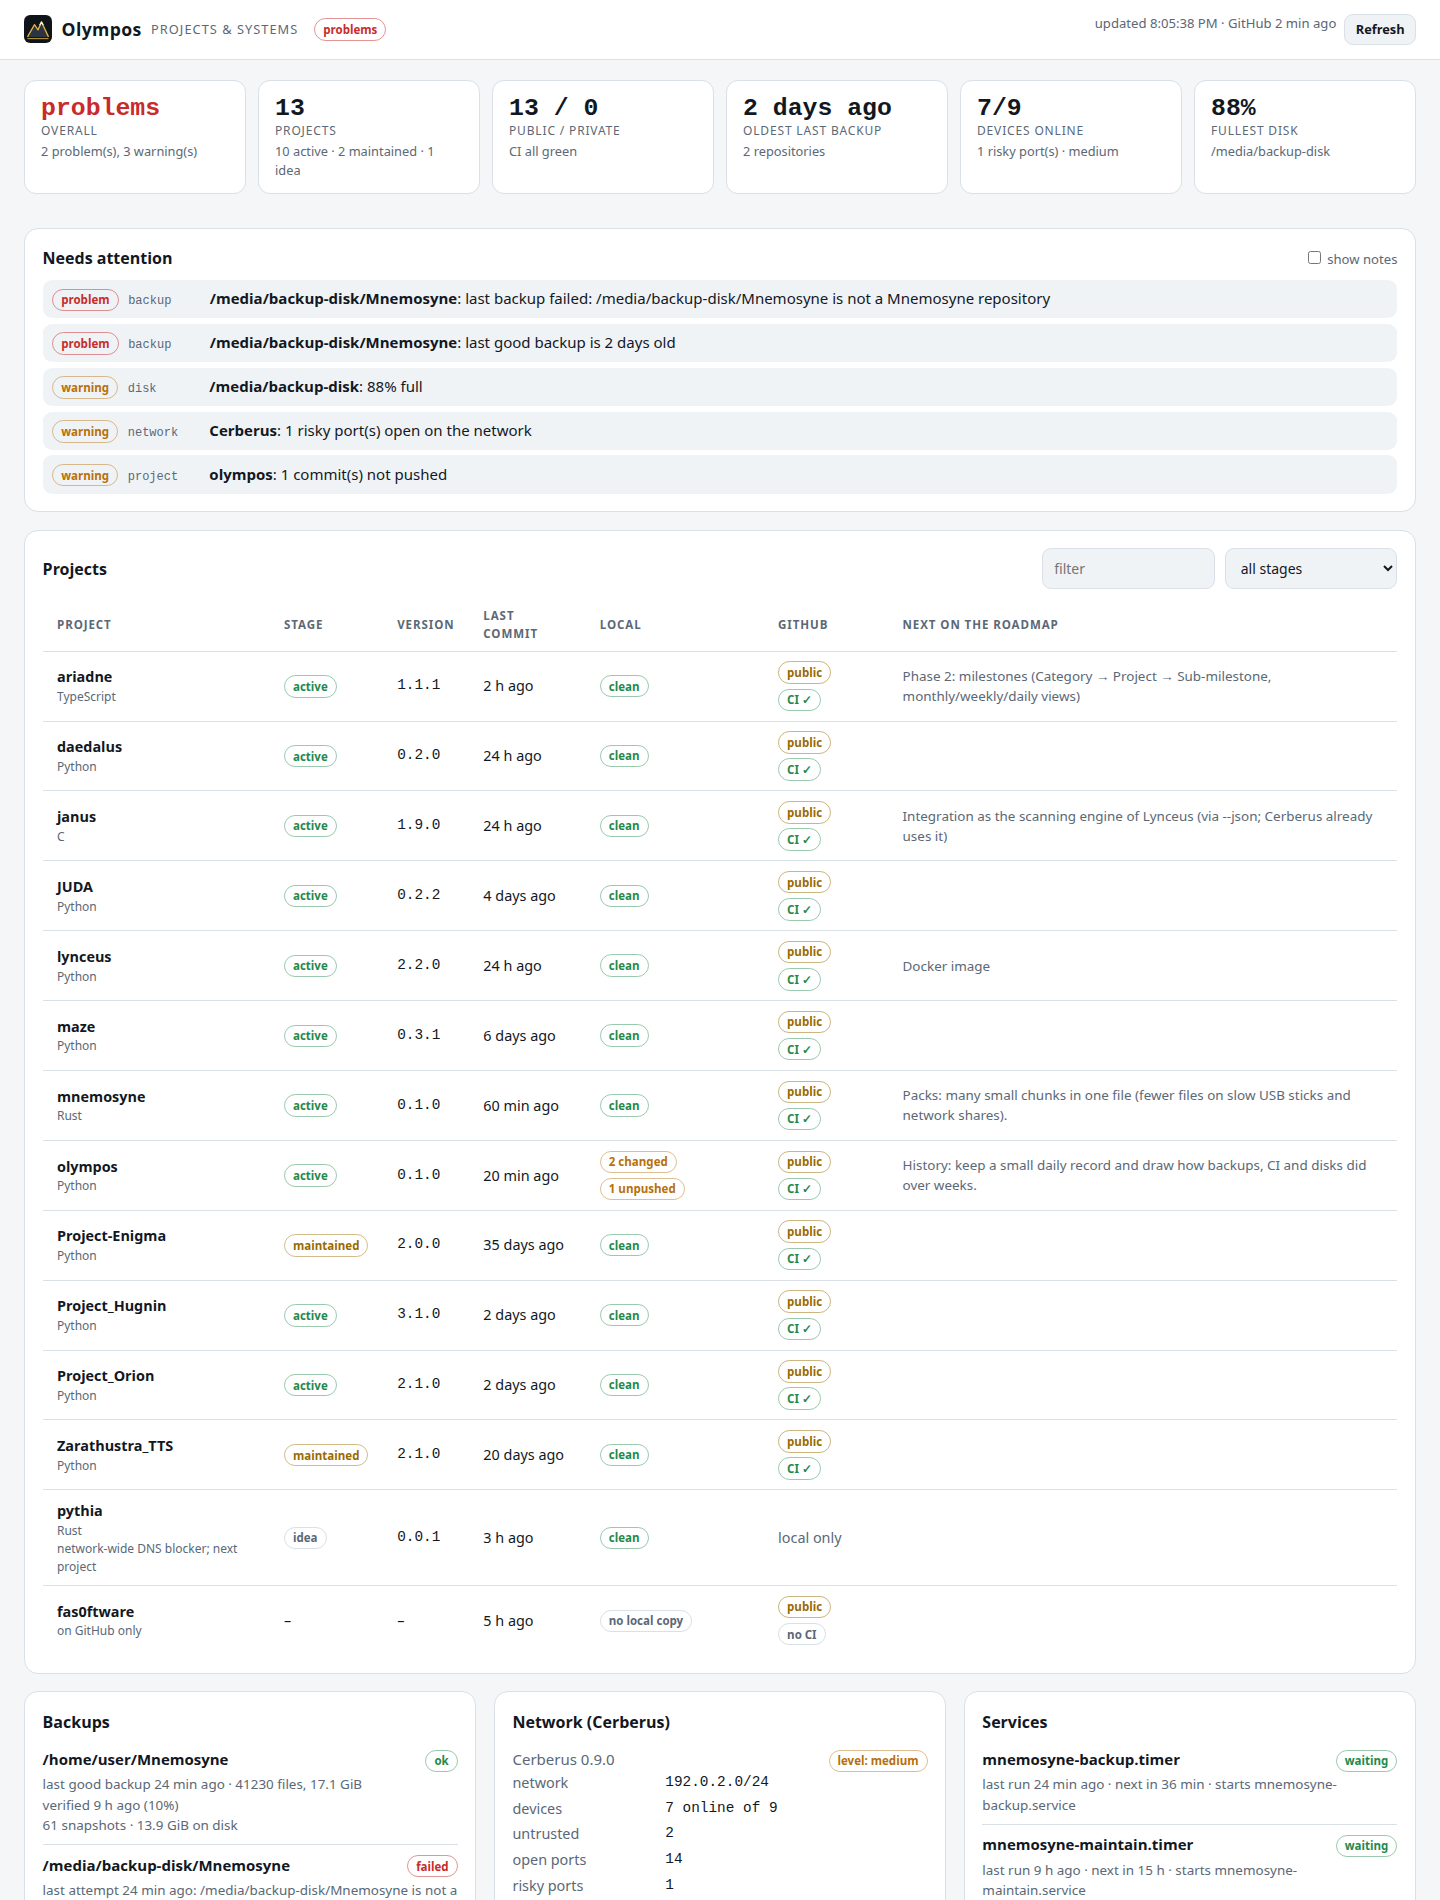 Olympos PROJECTS & SYSTEMS problems
updated 8:05:38 PM · GitHub 2 min ago Refresh
problems
OVERALL
2 problem(s), 3 warning(s)
13
PROJECTS
10 active · 2 maintained · 1
idea
13 / 0
PUBLIC / PRIVATE
CI all green
2 days ago
OLDEST LAST BACKUP
2 repositories
7/9
DEVICES ONLINE
1 risky port(s) · medium
88%
FULLEST DISK
/media/backup-disk
Needs attention
show notes
problem backup /media/backup-disk/Mnemosyne: last backup failed: /media/backup-disk/Mnemosyne is not a Mnemosyne repository
problem backup /media/backup-disk/Mnemosyne: last good backup is 2 days old
warning disk /media/backup-disk: 88% full
warning network Cerberus: 1 risky port(s) open on the network
warning project olympos: 1 commit(s) not pushed
Projects
filter
all stages
PROJECT STAGE VERSION LAST COMMIT LOCAL GITHUB NEXT ON THE ROADMAP
ariadne
TypeScript
active 1.1.1 2 h ago clean
public
CI ✓
Phase 2: milestones (Category → Project → Sub-milestone,
monthly/weekly/daily views)
daedalus
Python
active 0.2.0 24 h ago clean
public
CI ✓
janus
C
active 1.9.0 24 h ago clean
public
CI ✓
Integration as the scanning engine of Lynceus (via --json; Cerberus already
uses it)
JUDA
Python
active 0.2.2 4 days ago clean
public
CI ✓
lynceus
Python
active 2.2.0 24 h ago clean
public
CI ✓
Docker image
maze
Python
active 0.3.1 6 days ago clean
public
CI ✓
mnemosyne
Rust
active 0.1.0 60 min ago clean
public
CI ✓
Packs: many small chunks in one file (fewer files on slow USB sticks and
network shares).
olympos
Python
active 0.1.0 20 min ago
2 changed
1 unpushed
public
CI ✓
History: keep a small daily record and draw how backups, CI and disks did
over weeks.
Project-Enigma
Python
maintained 2.0.0 35 days ago clean
public
CI ✓
Project_Hugnin
Python
active 3.1.0 2 days ago clean
public
CI ✓
Project_Orion
Python
active 2.1.0 2 days ago clean
public
CI ✓
Zarathustra_TTS
Python
maintained 2.1.0 20 days ago clean
public
CI ✓
pythia
Rust
network-wide DNS blocker; next
project
idea 0.0.1 3 h ago clean local only
fas0ftware
on GitHub only
– – 5 h ago no local copy
public
no CI
Backups
/home/user/Mnemosyne ok
last good backup 24 min ago · 41230 files, 17.1 GiB
verified 9 h ago (10%)
61 snapshots · 13.9 GiB on disk
/media/backup-disk/Mnemosyne failed
last attempt 24 min ago: /media/backup-disk/Mnemosyne is not a
Network (Cerberus)
Cerberus 0.9.0 level: medium
network 192.0.2.0/24
devices 7 online of 9
untrusted 2
open ports 14
risky ports 1
Services
mnemosyne-backup.timer waiting
last run 24 min ago · next in 36 min · starts mnemosyne-
backup.service
mnemosyne-maintain.timer waiting
last run 9 h ago · next in 15 h · starts mnemosyne-
maintain.service